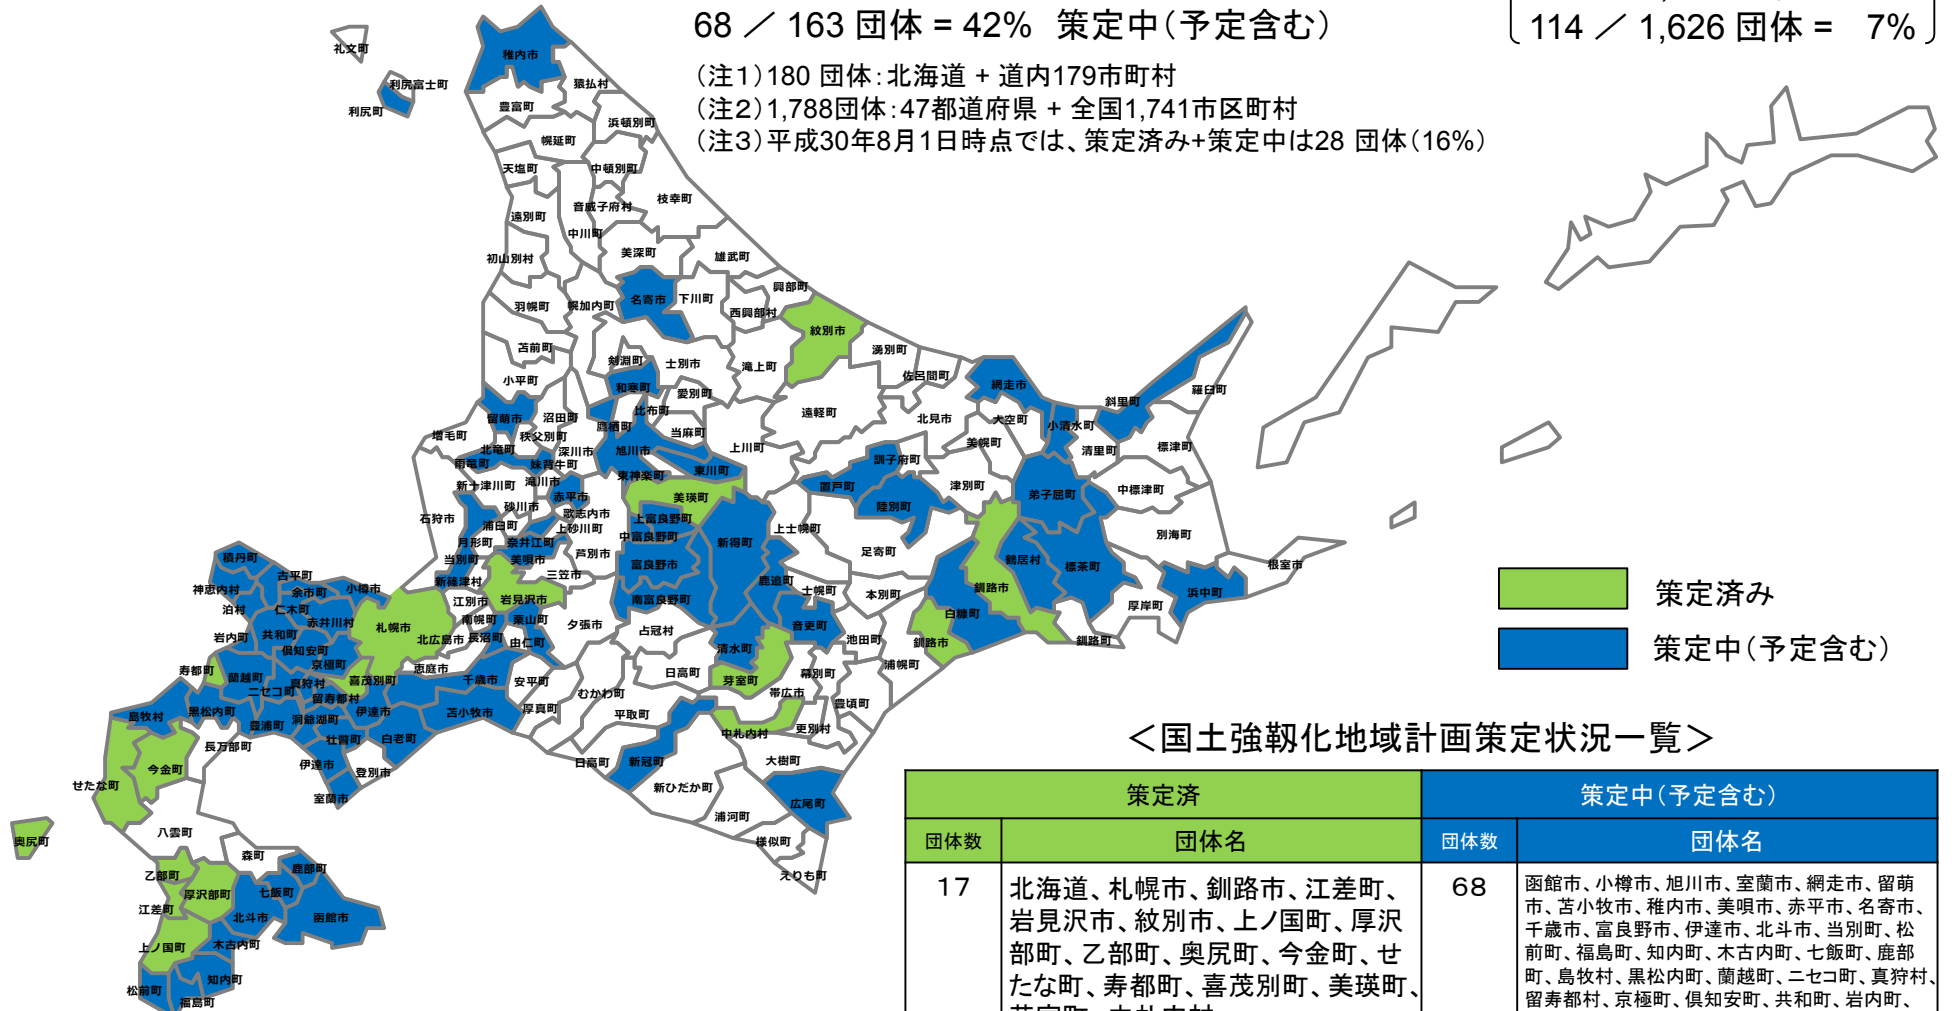 68 ／ 163 団体 = 42% 策定中（予定含む）
114 ／ 1,626 団体 = 7%
（注1）180 団体：北海道 + 道内179市町村
（注2）1,788団体：47都道府県 + 全国1,741市区町村
（注3）平成30年8月1日時点では、策定済み+策定中は28 団体（16%）
礼文町
利尻富士町
利尻町
稚内市
猿払村
豊富町
浜頓別町
幌延町
天塩町
中頓別町
枝幸町
音威子府村
遠別町
中川町
美深町
雄武町
初山別村
興部町
羽幌町
幌加内町
名寄市
下川町
西興部村
紋別市
苫前町
剣淵町
士別市
滝上町
湧別町
佐呂間町
小平町
和寒町
愛別町
遠軽町
網走市
斜里町
羅臼町
留萌市
沼田町
比布町
北見市
大空町
小清水町
増毛町
秩父別町
鷹栖町
当麻町
上川町
美幌町
清里町
標津町
北竜町
深川市
旭川市
雨竜町
妹背牛町
東神楽町
東川町
訓子府町
新十津川町
滝川市
赤平市
美瑛町
置戸町
津別町
弟子屈町
中標津町
砂川市
歌志内市
陸別町
石狩市
浦臼町
上砂川町
上富良野町
上士幌町
月形町
奈井江町
芦別市
中富良野町
新得町
足寄町
別海町
当別町
美唄市
富良野市
鶴居村
標茶町
根室市
積丹町
古平町
小樽市
新篠津村
三笠市
鹿追町
釧路市
神恵内村
余市町
江別市
岩見沢市
南富良野町
士幌町
本別町
浜中町
泊村
仁木町
赤井川村
札幌市
北広島市
南幌町
栗山町
夕張市
占冠村
音更町
白糠町
厚岸町
岩内町
共和町
長沼町
由仁町
清水町
池田町
釧路市
釧路町
倶知安町
京極町
恵庭市
寿都町
蘭越町
真狩村
喜茂別町
千歳市
安平町
日高町
芽室町
幕別町
浦幌町
ニセコ町
留寿都村
むかわ町
帯広市
島牧村
黒松内町
豊浦町
洞爺湖町
伊達市
苫小牧市
厚真町
平取町
豊頃町
長万部町
壮瞥町
白老町
中札内村
更別村
せたな町
今金町
伊達市
登別市
日高町
新冠町
大樹町
室蘭市
新ひだか町
広尾町
奥尻町
八雲町
浦河町
様似町
森町
鹿部町
えりも町
乙部町
厚沢部町
七飯町
江差町
北斗市
函館市
上ノ国町
木古内町
知内町
松前町
福島町
策定済み
策定中（予定含む）
＜国土強靱化地域計画策定状況一覧＞
策定済
策定中（予定含む）
団体数
団体名
団体数
団体名
17
北海道、札幌市、釧路市、江差町、
岩見沢市、紋別市、上ノ国町、厚沢
部町、乙部町、奥尻町、今金町、せ
たな町、寿都町、喜茂別町、美瑛町、
芽室町、中札内村
68
函館市、小樽市、旭川市、室蘭市、網走市、留萌
市、苫小牧市、稚内市、美唄市、赤平市、名寄市、
千歳市、富良野市、伊達市、北斗市、当別町、松
前町、福島町、知内町、木古内町、七飯町、鹿部
町、島牧村、黒松内町、蘭越町、ニセコ町、真狩村、
留寿都村、京極町、倶知安町、共和町、岩内町、